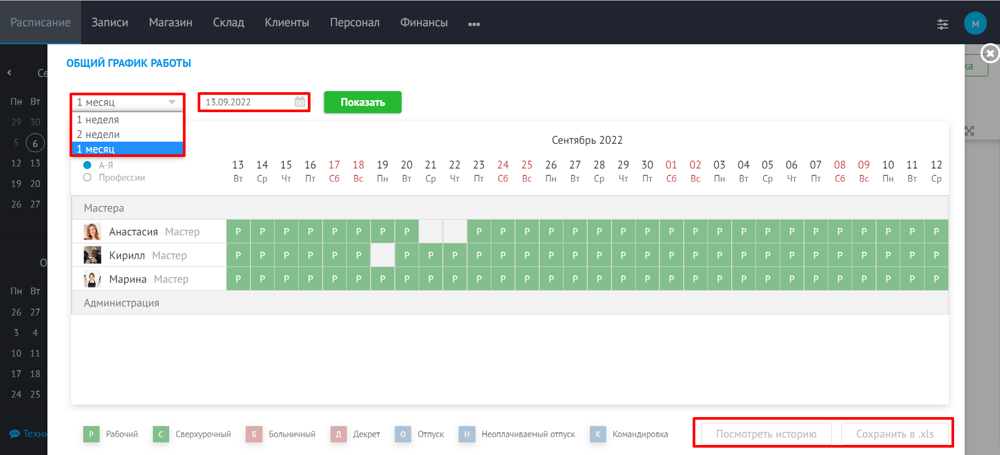 Расписание Записи Магазин Склад Клиенты Персонал Финансы ••• М
ОБЩИЙ ГРАФИК РАБОТЫ
1 месяц 13.09.2022 Показать
1 неделя
2 недели
1 месяц
А-Я
Профессии
Сентябрь 2022
13 14 15 16 17 18 19 20 21 22 23 24 25 26 27 28 29 30 01 02 03 04 05 06 07 08 09 10 11 12
Вт Ср Чт Пт Сб Вс Пн Вт Ср Чт Пт Сб Вс Пн Вт Ср Чт Пт Сб Вс Пн Вт Ср Чт Пт Сб Вс Пн Вт Ср
Мастера
Анастасия Мастер Р Р Р Р Р Р Р Р Р Р Р Р Р Р Р Р Р Р Р Р Р Р Р Р Р Р Р Р
Кирилл Мастер Р Р Р Р Р Р Р Р Р Р Р Р Р Р Р Р Р Р Р Р Р Р Р Р Р Р Р Р Р
Марина Мастер Р Р Р Р Р Р Р Р Р Р Р Р Р Р Р Р Р Р Р Р Р Р Р Р Р Р Р Р Р Р
Администрация
Р Рабочий С Сверхурочный Б Больничный Д Декрет О Отпуск Н Неоплачиваемый отпуск К Командировка
Посмотреть историю Сохранить в .xls
Се
Пн Вт
29 30
5 6
12 13
19 20
26 27
О
Пн Вт
26 27
3 4
10 11
17 18
24 25
Техни
ка